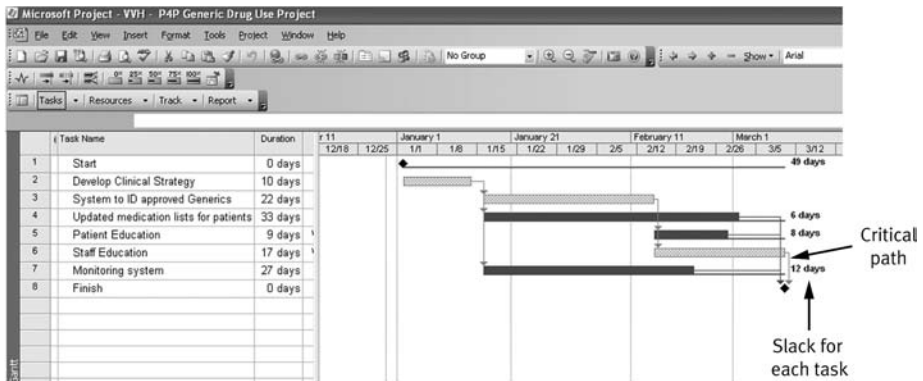 Microsoft Project - VVH - P4P Generic Drug Use Project
File Edit View Insert Format Tools Project Window Help
No Group Show Arial
0% 25% 50% 75% 100%
Tasks Resources Track Report
Task Name Duration r 11 January 1 January 21 February 11 March 1
12/18 12/25 1/1 1/8 1/15 1/22 1/29 2/5 2/12 2/19 2/26 3/5 3/12
1 Start 0 days 49 days
2 Develop Clinical Strategy 10 days
3 System to ID approved Generics 22 days
4 Updated medication lists for patients 33 days 6 days
5 Patient Education 9 days 8 days
6 Staff Education 17 days
7 Monitoring system 27 days 12 days
8 Finish 0 days
Critical
path
Slack for
each task